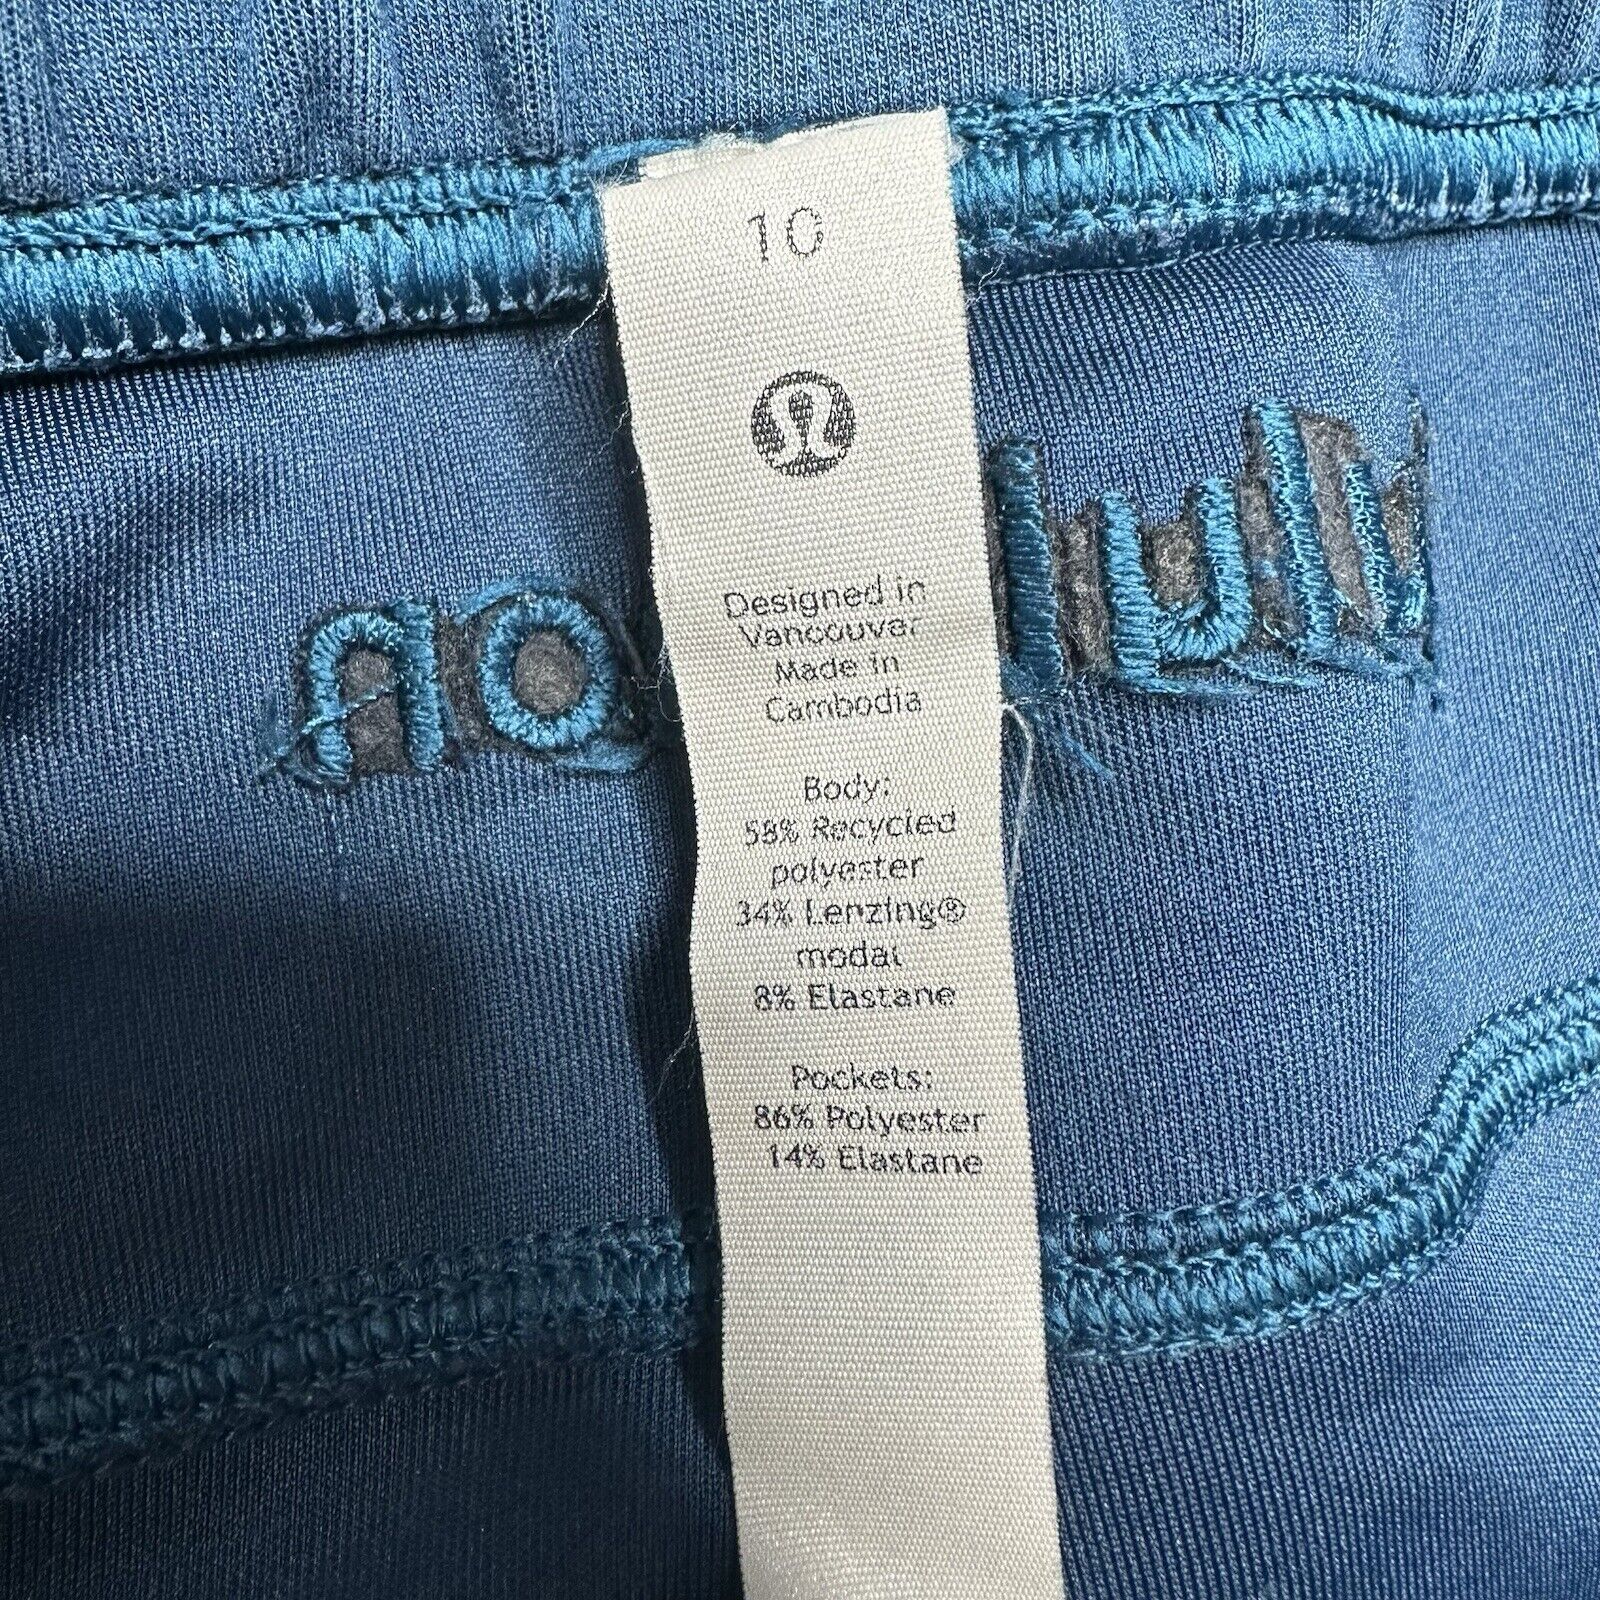 10
Designed in
Vancouver
Made in
Cambodia
Body:
58% Recycled
polyester
34% Lenzing®
modal
8% Elastane
Pockets:
86% Polyester
14% Elastane